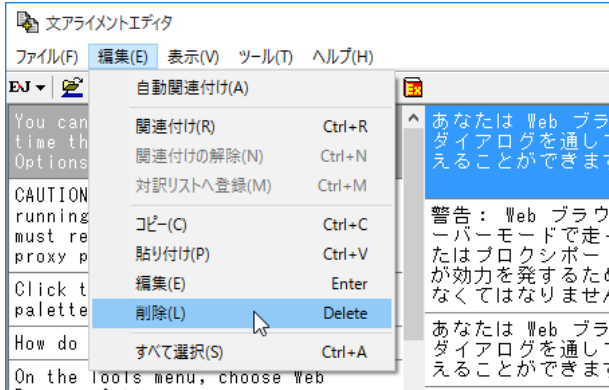 文アライメントエディタ
ファイル(F) 編集(E) 表示(V) ツール(T) ヘルプ(H)
EJ
自動関連付け(A)
関連付け(R) Ctrl+R
関連付けの解除(N) Ctrl+N
対訳リストへ登録(M) Ctrl+M
コピー(C) Ctrl+C
貼り付け(P) Ctrl+V
編集(E) Enter
削除(L) Delete
すべて選択(S) Ctrl+A
You can
time th
Options
CAUTION
running
must re
proxy p
Click t
palette
How do
On the Tools menu, choose Web
あなたは Web ブラ
ダイアログを通し
えることができま
警告: Web ブラウ
ーバーモードで走
たはプロクシポー
が効力を発するた
なくてはなりませ
あなたは Web ブラ
ダイアログを通し
えることができま